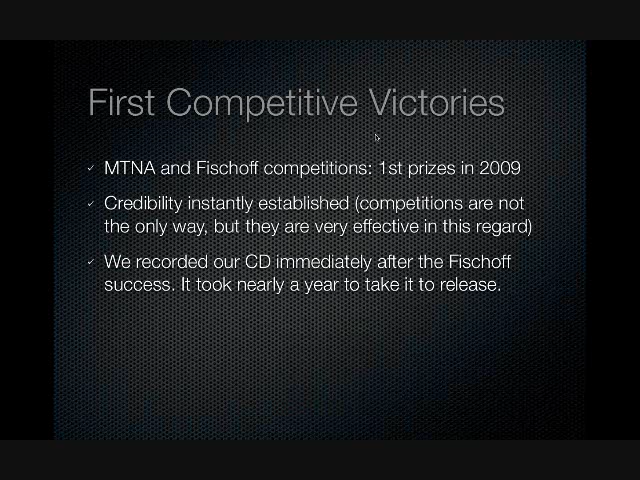 First Competitive Victories
MTNA and Fischoff competitions: 1st prizes in 2009
Credibility instantly established (competitions are not
the only way, but they are very effective in this regard)
We recorded our CD immediately after the Fischoff
success. It took nearly a year to take it to release.